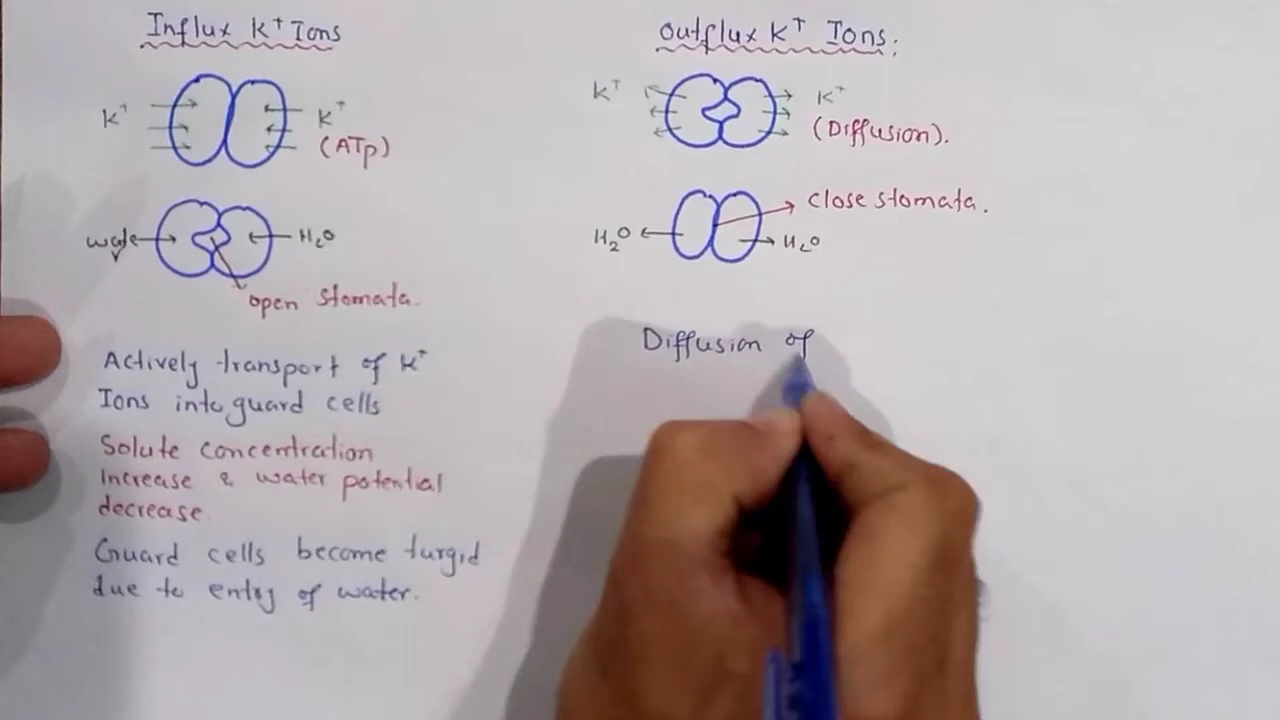 Influx K+ Ions
K+
K+
(ATP)
water
H2O
open stomata.
Actively transport of K+
Ions into guard cells
Solute concentration
Increase & water potential
decrease
Guard cells become turgid
due to entry of water.
Outflux K+ Ions:
K+
K+
(Diffusion).
close stomata.
H2O
H2O
Diffusion of